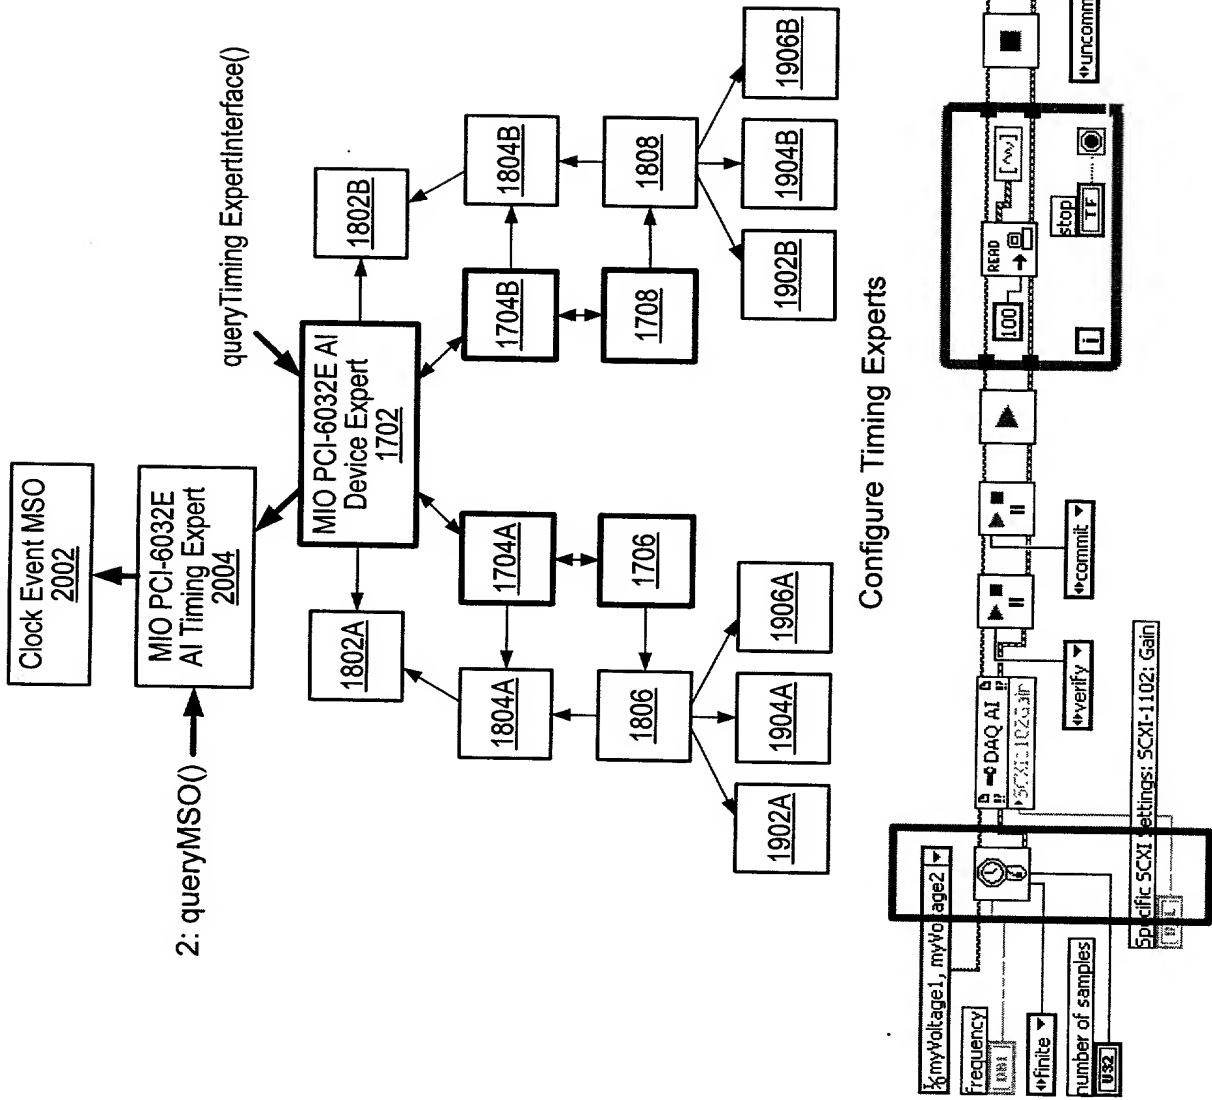 Clock Event MSO
2002
2: queryMSO()
MIO PCI-6032E
AI Timing Expert
2004
queryTiming ExpertInterface()
MIO PCI-6032E AI
Device Expert
1702
1802A
1802B
1804A
1704A
1704B
1804B
1806
1706
1708
1808
1902A
1904A
1906A
1902B
1904B
1906B
Configure Timing Experts
myVoltage1, myVoltage2
frequency
DBL
finite
number of samples
U32
DAQ AI
SCXI1102Gain
Specific SCXI Settings: SCXI-1102: Gain
verify
commit
100
READ
i
stop
TF